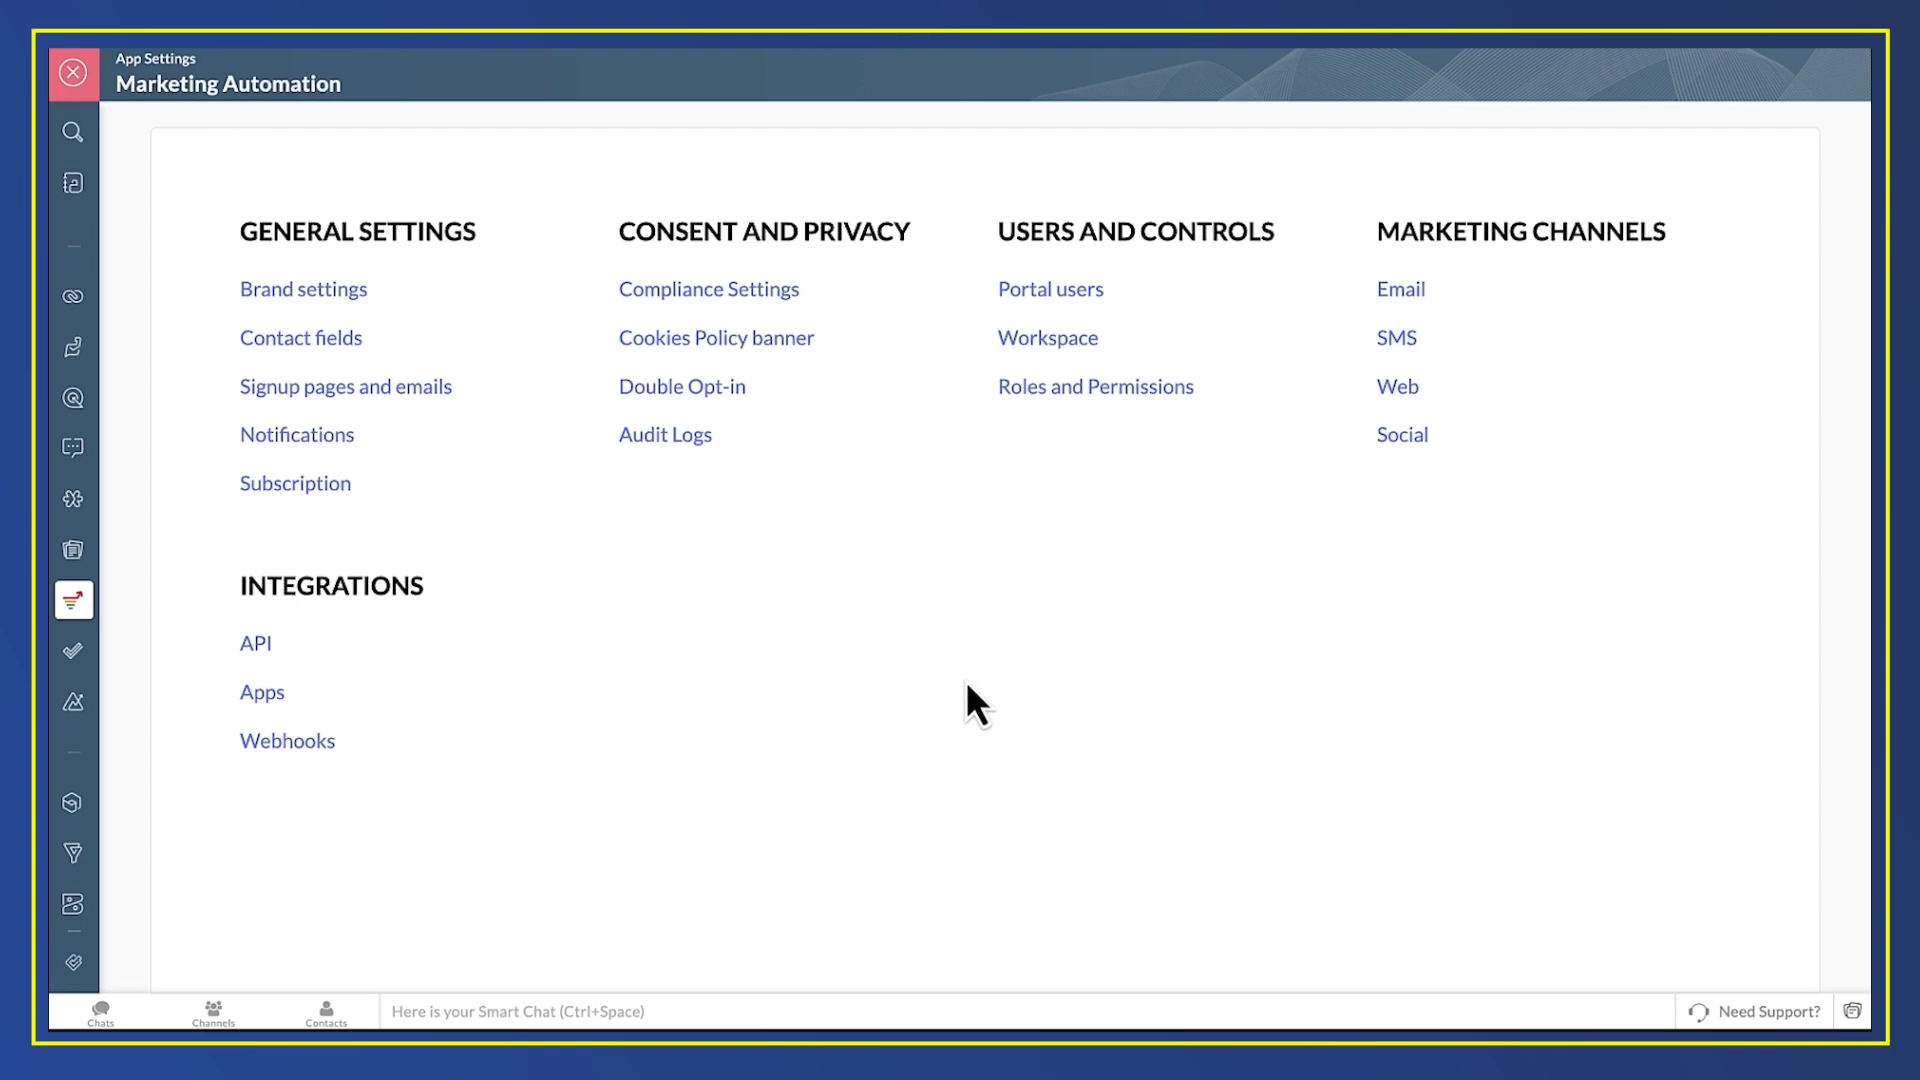 App Settings
Marketing Automation
GENERAL SETTINGS
Brand settings
Contact fields
Signup pages and emails
Notifications
Subscription
CONSENT AND PRIVACY
Compliance Settings
Cookies Policy banner
Double Opt-in
Audit Logs
USERS AND CONTROLS
Portal users
Workspace
Roles and Permissions
MARKETING CHANNELS
Email
SMS
Web
Social
INTEGRATIONS
API
Apps
Webhooks
Chats
Channels
Contacts
Here is your Smart Chat (Ctrl+Space)
Need Support?